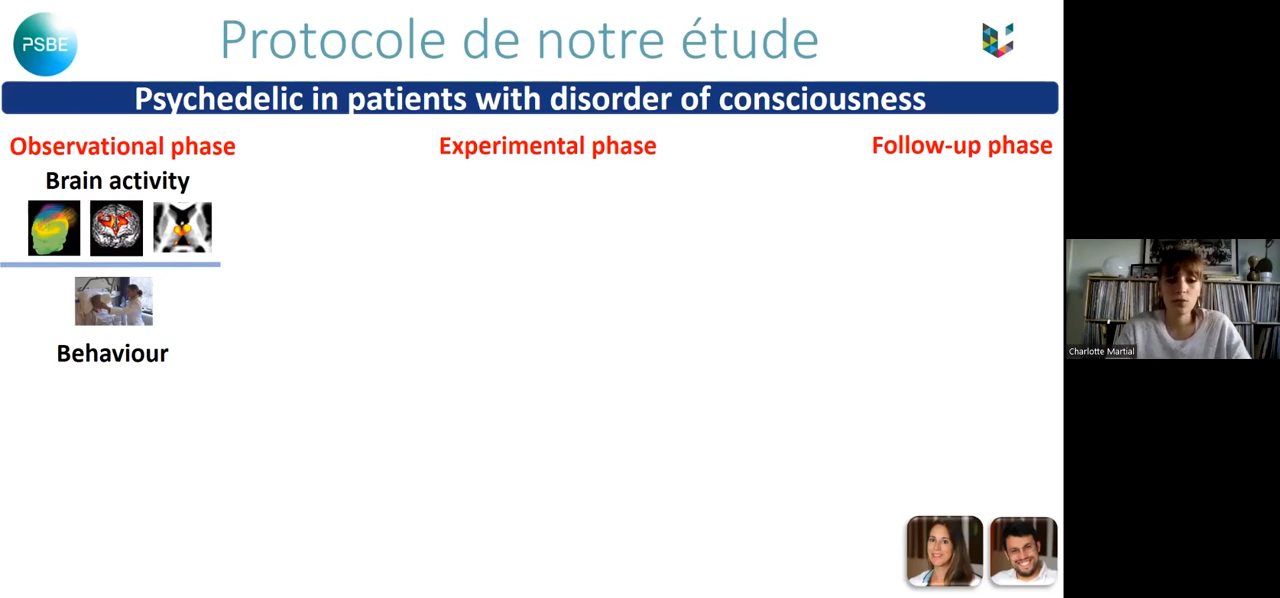 PSBE
Protocole de notre étude
Psychedelic in patients with disorder of consciousness
Observational phase
Experimental phase
Follow-up phase
Brain activity
Behaviour
Charlotte Martial